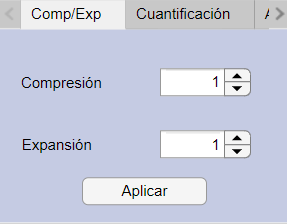 Comp/Exp Cuantificación
Compresión 1
Expansión 1
Aplicar